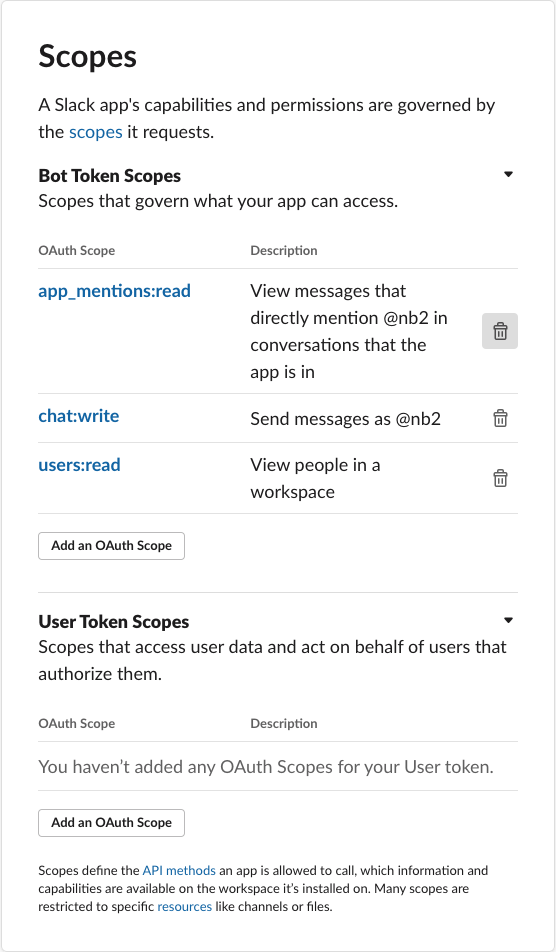 Scopes
A Slack app's capabilities and permissions are governed by
the scopes it requests.
Bot Token Scopes
Scopes that govern what your app can access.
OAuth Scope Description
app_mentions:read View messages that
directly mention @nb2 in
conversations that the
app is in
chat:write Send messages as @nb2
users:read View people in a
workspace
Add an OAuth Scope
User Token Scopes
Scopes that access user data and act on behalf of users that
authorize them.
OAuth Scope Description
You haven’t added any OAuth Scopes for your User token.
Add an OAuth Scope
Scopes define the API methods an app is allowed to call, which information and
capabilities are available on the workspace it’s installed on. Many scopes are
restricted to specific resources like channels or files.